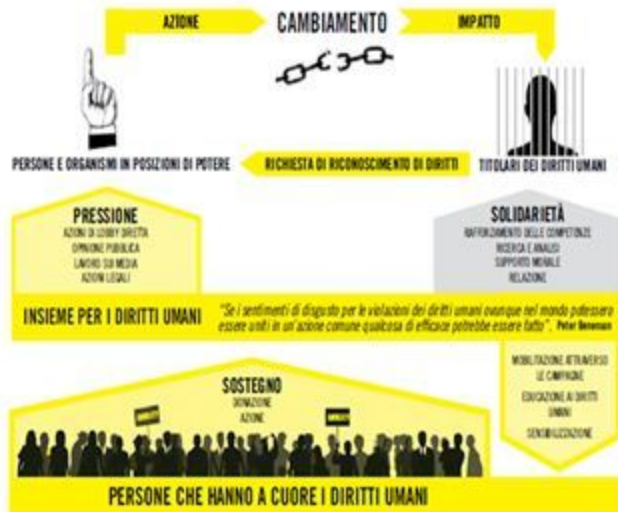 AZIONE
CAMBIAMENTO
IMPATTO
PERSONE E ORGANISMI IN POSIZIONI DI POTERE
RICHIESTA DI RICONOSCIMENTO DI DIRITTI
TITOLARI DEI DIRITTI UMANI
PRESSIONE
AZIONI DI LOBBY DIRETTA
OPINIONE PUBBLICA
LAVORO SUI MEDIA
AZIONI LEGALI
SOLIDARIETÀ
RAFFORZAMENTO DELLE COMPETENZE
RICERCA E ANALISI
SUPPORTO MORALE
RELAZIONE
INSIEME PER I DIRITTI UMANI
"Se i sentimenti di disgusto per le violazioni dei diritti umani ovunque nel mondo potessero
essere uniti in un'azione comune qualcosa di efficace potrebbe essere fatto". Peter Benenson
SOSTEGNO
DONAZIONE
AZIONE
MOBILITAZIONE ATTRAVERSO
LE CAMPAGNE
EDUCAZIONE AI DIRITTI
UMANI
SENSIBILIZZAZIONE
PERSONE CHE HANNO A CUORE I DIRITTI UMANI